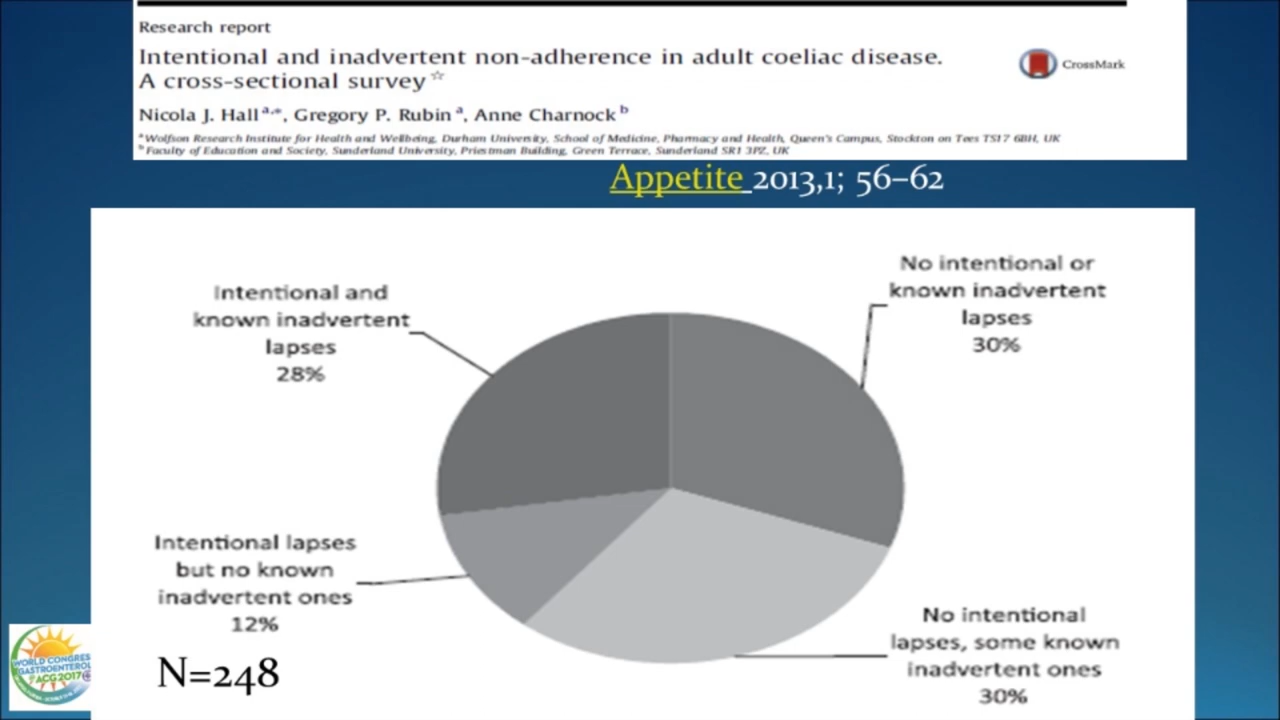 Research report
Intentional and inadvertent non-adherence in adult coeliac disease.
A cross-sectional survey☆
CrossMark
Nicola J. Hall a,*, Gregory P. Rubin a, Anne Charnock b
a Wolfson Research Institute for Health and Wellbeing, Durham University, School of Medicine, Pharmacy and Health, Queen's Campus, Stockton on Tees TS17 6BH, UK
b Faculty of Education and Society, Sunderland University, Priestman Building, Green Terrace, Sunderland SR1 3PZ, UK
Appetite 2013,1; 56–62
No intentional or
known inadvertent
lapses
30%
Intentional and
known inadvertent
lapses
28%
Intentional lapses
but no known
inadvertent ones
12%
No intentional
lapses, some known
inadvertent ones
30%
N=248
WORLD CONGRES
GASTROENTEROL
ACG2017